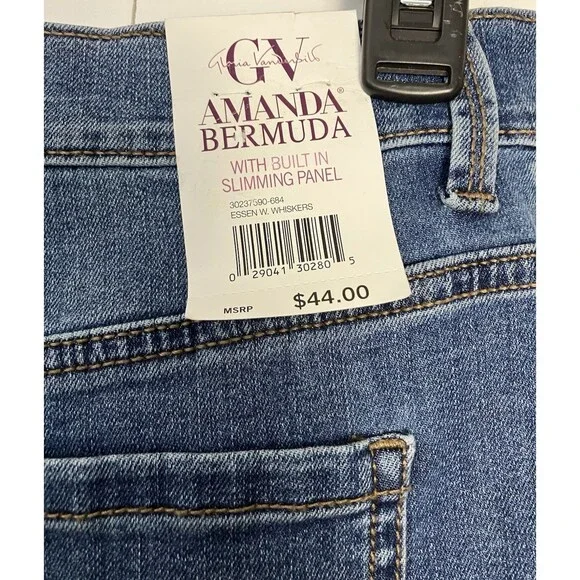 GV
Gloria Vanderbilt
AMANDA®
BERMUDA
WITH BUILT IN
SLIMMING PANEL
30237590-684
ESSEN W. WHISKERS
0 29041 30280 5
MSRP $44.00